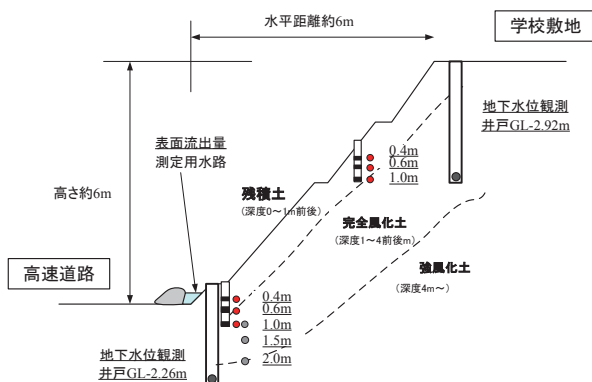 水平距離約6m
学校敷地
地下水位観測
井戸GL-2.92m
表面流出量
測定用水路
0.4m
0.6m
1.0m
高さ約6m
残積土
(深度0～1m前後)
完全風化土
(深度1～4前後m)
強風化土
(深度4m～)
高速道路
0.4m
0.6m
1.0m
1.5m
2.0m
地下水位観測
井戸GL-2.26m